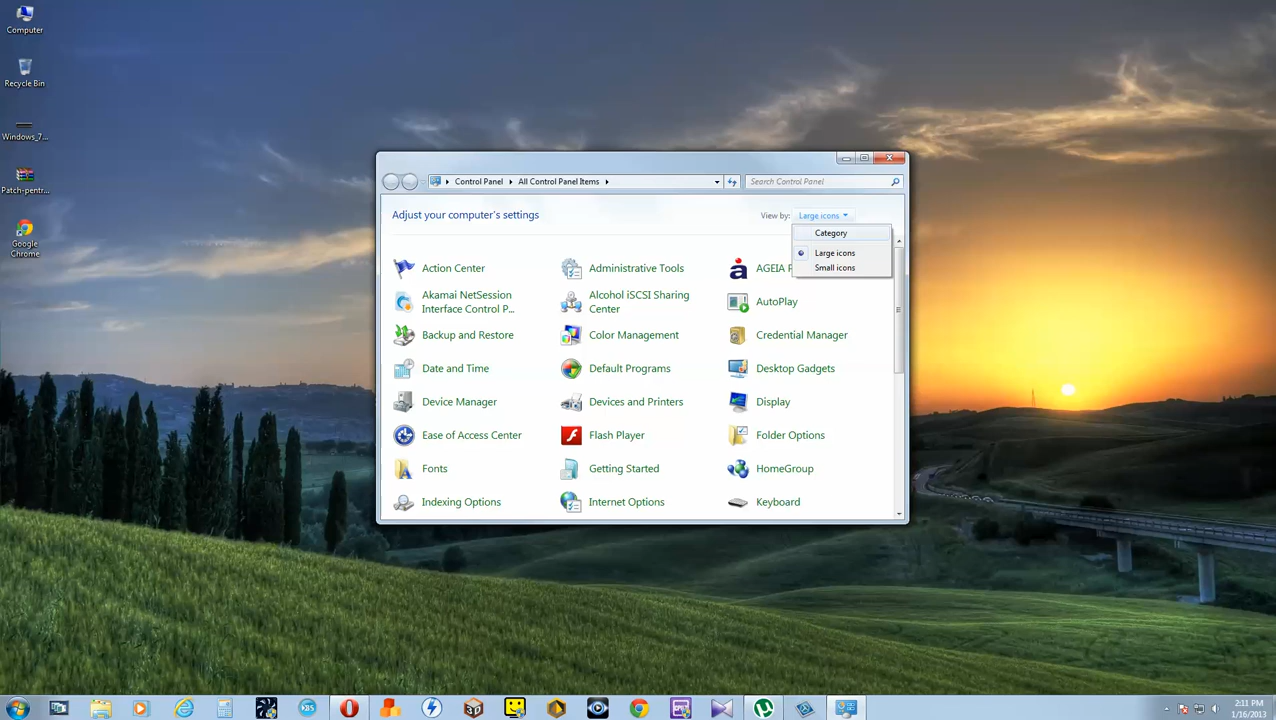 Computer
Recycle Bin
Windows_7...
Patch-pentr...
Google
Chrome
Control Panel
All Control Panel Items
Search Control Panel
Adjust your computer's settings
View by:
Large icons
Category
Large icons
Small icons
Action Center
Administrative Tools
AGEIA P
Akamai NetSession
Interface Control P...
Alcohol iSCSI Sharing
Center
AutoPlay
Backup and Restore
Color Management
Credential Manager
Date and Time
Default Programs
Desktop Gadgets
Device Manager
Devices and Printers
Display
Ease of Access Center
Flash Player
Folder Options
Fonts
Getting Started
HomeGroup
Indexing Options
Internet Options
Keyboard
KBS
3D
2:11 PM
1/16/2013